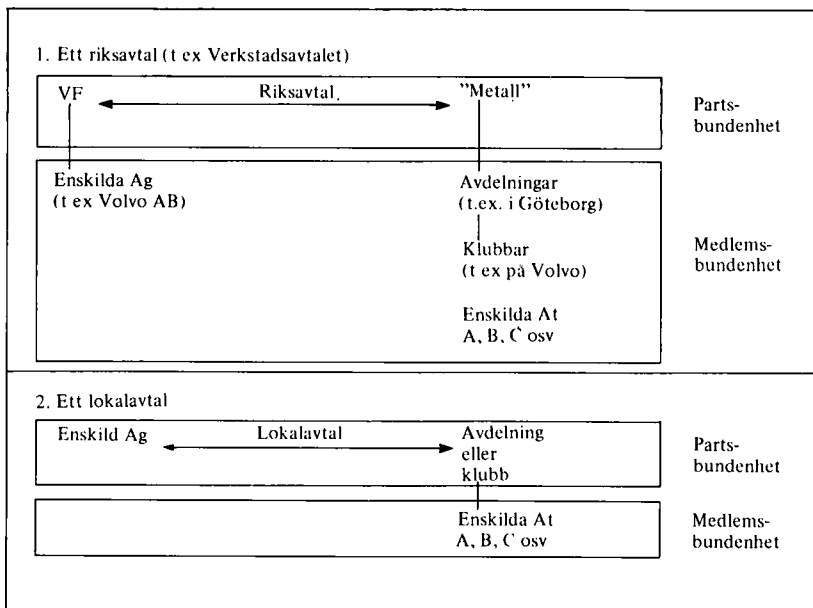 1. Ett riksavtal (t ex Verkstadsavtalet)
VF Riksavtal "Metall"
Parts-
bundenhet
Enskilda Ag
(t ex Volvo AB)
Avdelningar
(t.ex. i Göteborg)
Klubbar
(t ex på Volvo)
Enskilda At
A, B, C osv
Medlems-
bundenhet
2. Ett lokalavtal
Enskild Ag Lokalavtal Avdelning
eller
klubb
Parts-
bundenhet
Enskilda At
A, B, C osv
Medlems-
bundenhet